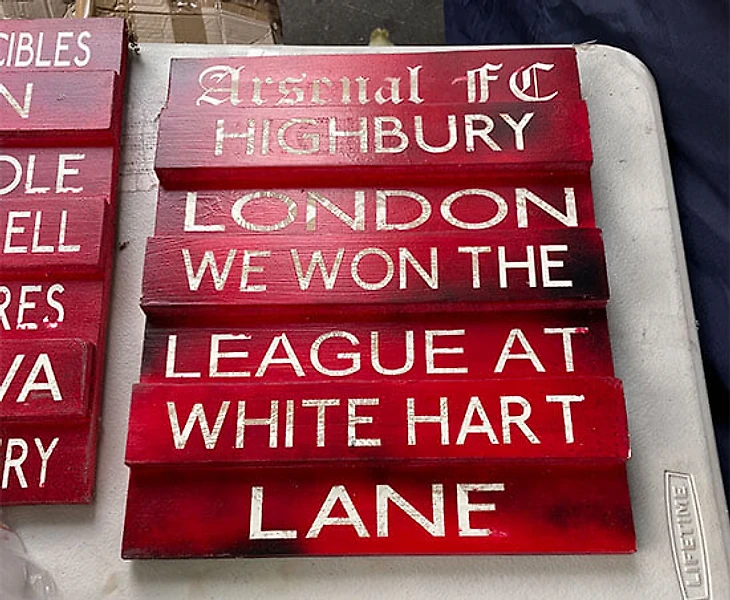 CIBLES
N
OLE
ELL
RES
VA
RY
Arsenal FC
HIGHBURY
LONDON
WE WON THE
LEAGUE AT
WHITE HART
LANE
LIFETIME